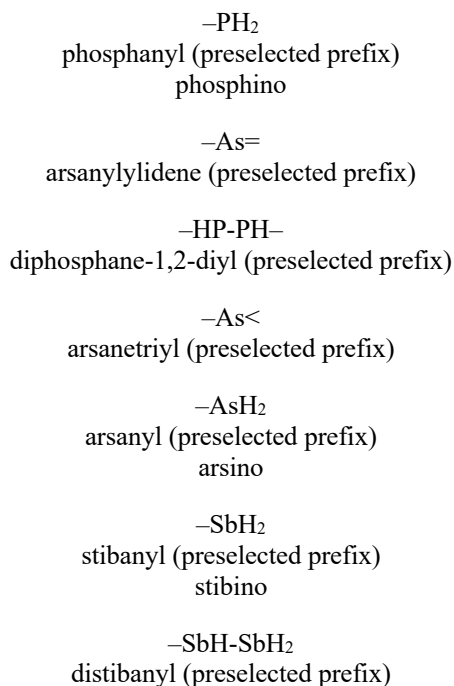 –PH₂
phosphanyl (preselected prefix)
phosphino
–As=
arsanylylidene (preselected prefix)
–HP-PH–
diphosphane-1,2-diyl (preselected prefix)
–As<
arsanetriyl (preselected prefix)
–AsH₂
arsanyl (preselected prefix)
arsino
–SbH₂
stibanyl (preselected prefix)
stibino
–SbH-SbH₂
distibanyl (preselected prefix)